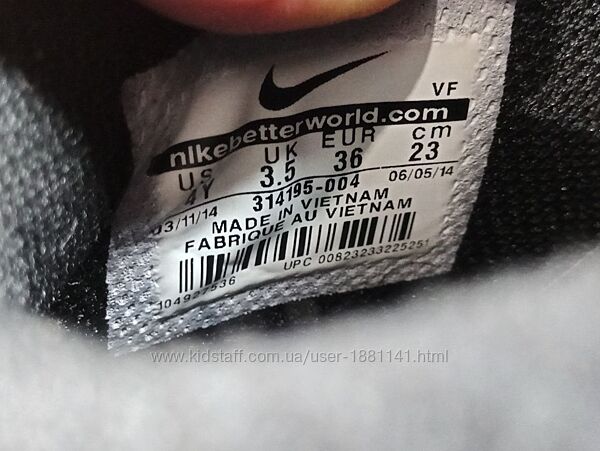 VF
nikebetterworld.com
US UK EUR cm
4Y 3.5 36 23
314195-004
03/11/14 06/05/14
MADE IN VIETNAM
FABRIQUE AU VIETNAM
UPC 00823233225251
104927536
www.kidstaff.com.ua/user-1881141.html